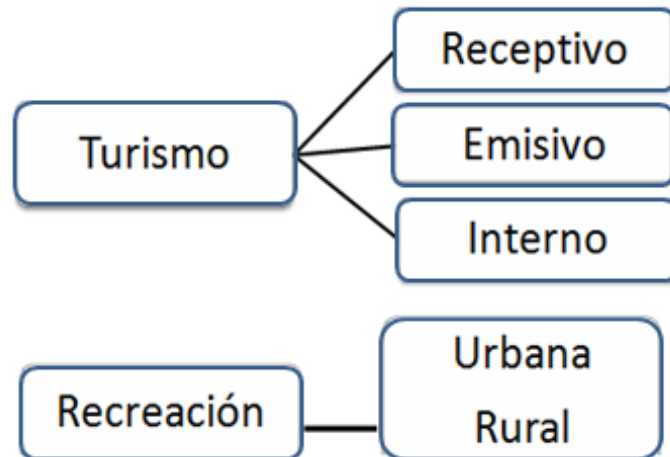 Turismo
Receptivo
Emisivo
Interno
Recreación
Urbana
Rural